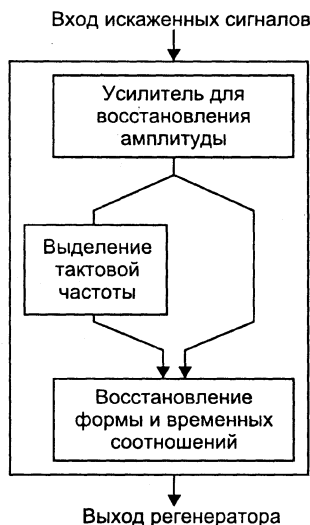 Вход искаженных сигналов
Усилитель для
восстановления
амплитуды
Выделение
тактовой
частоты
Восстановление
формы и временных
соотношений
Выход регенератора